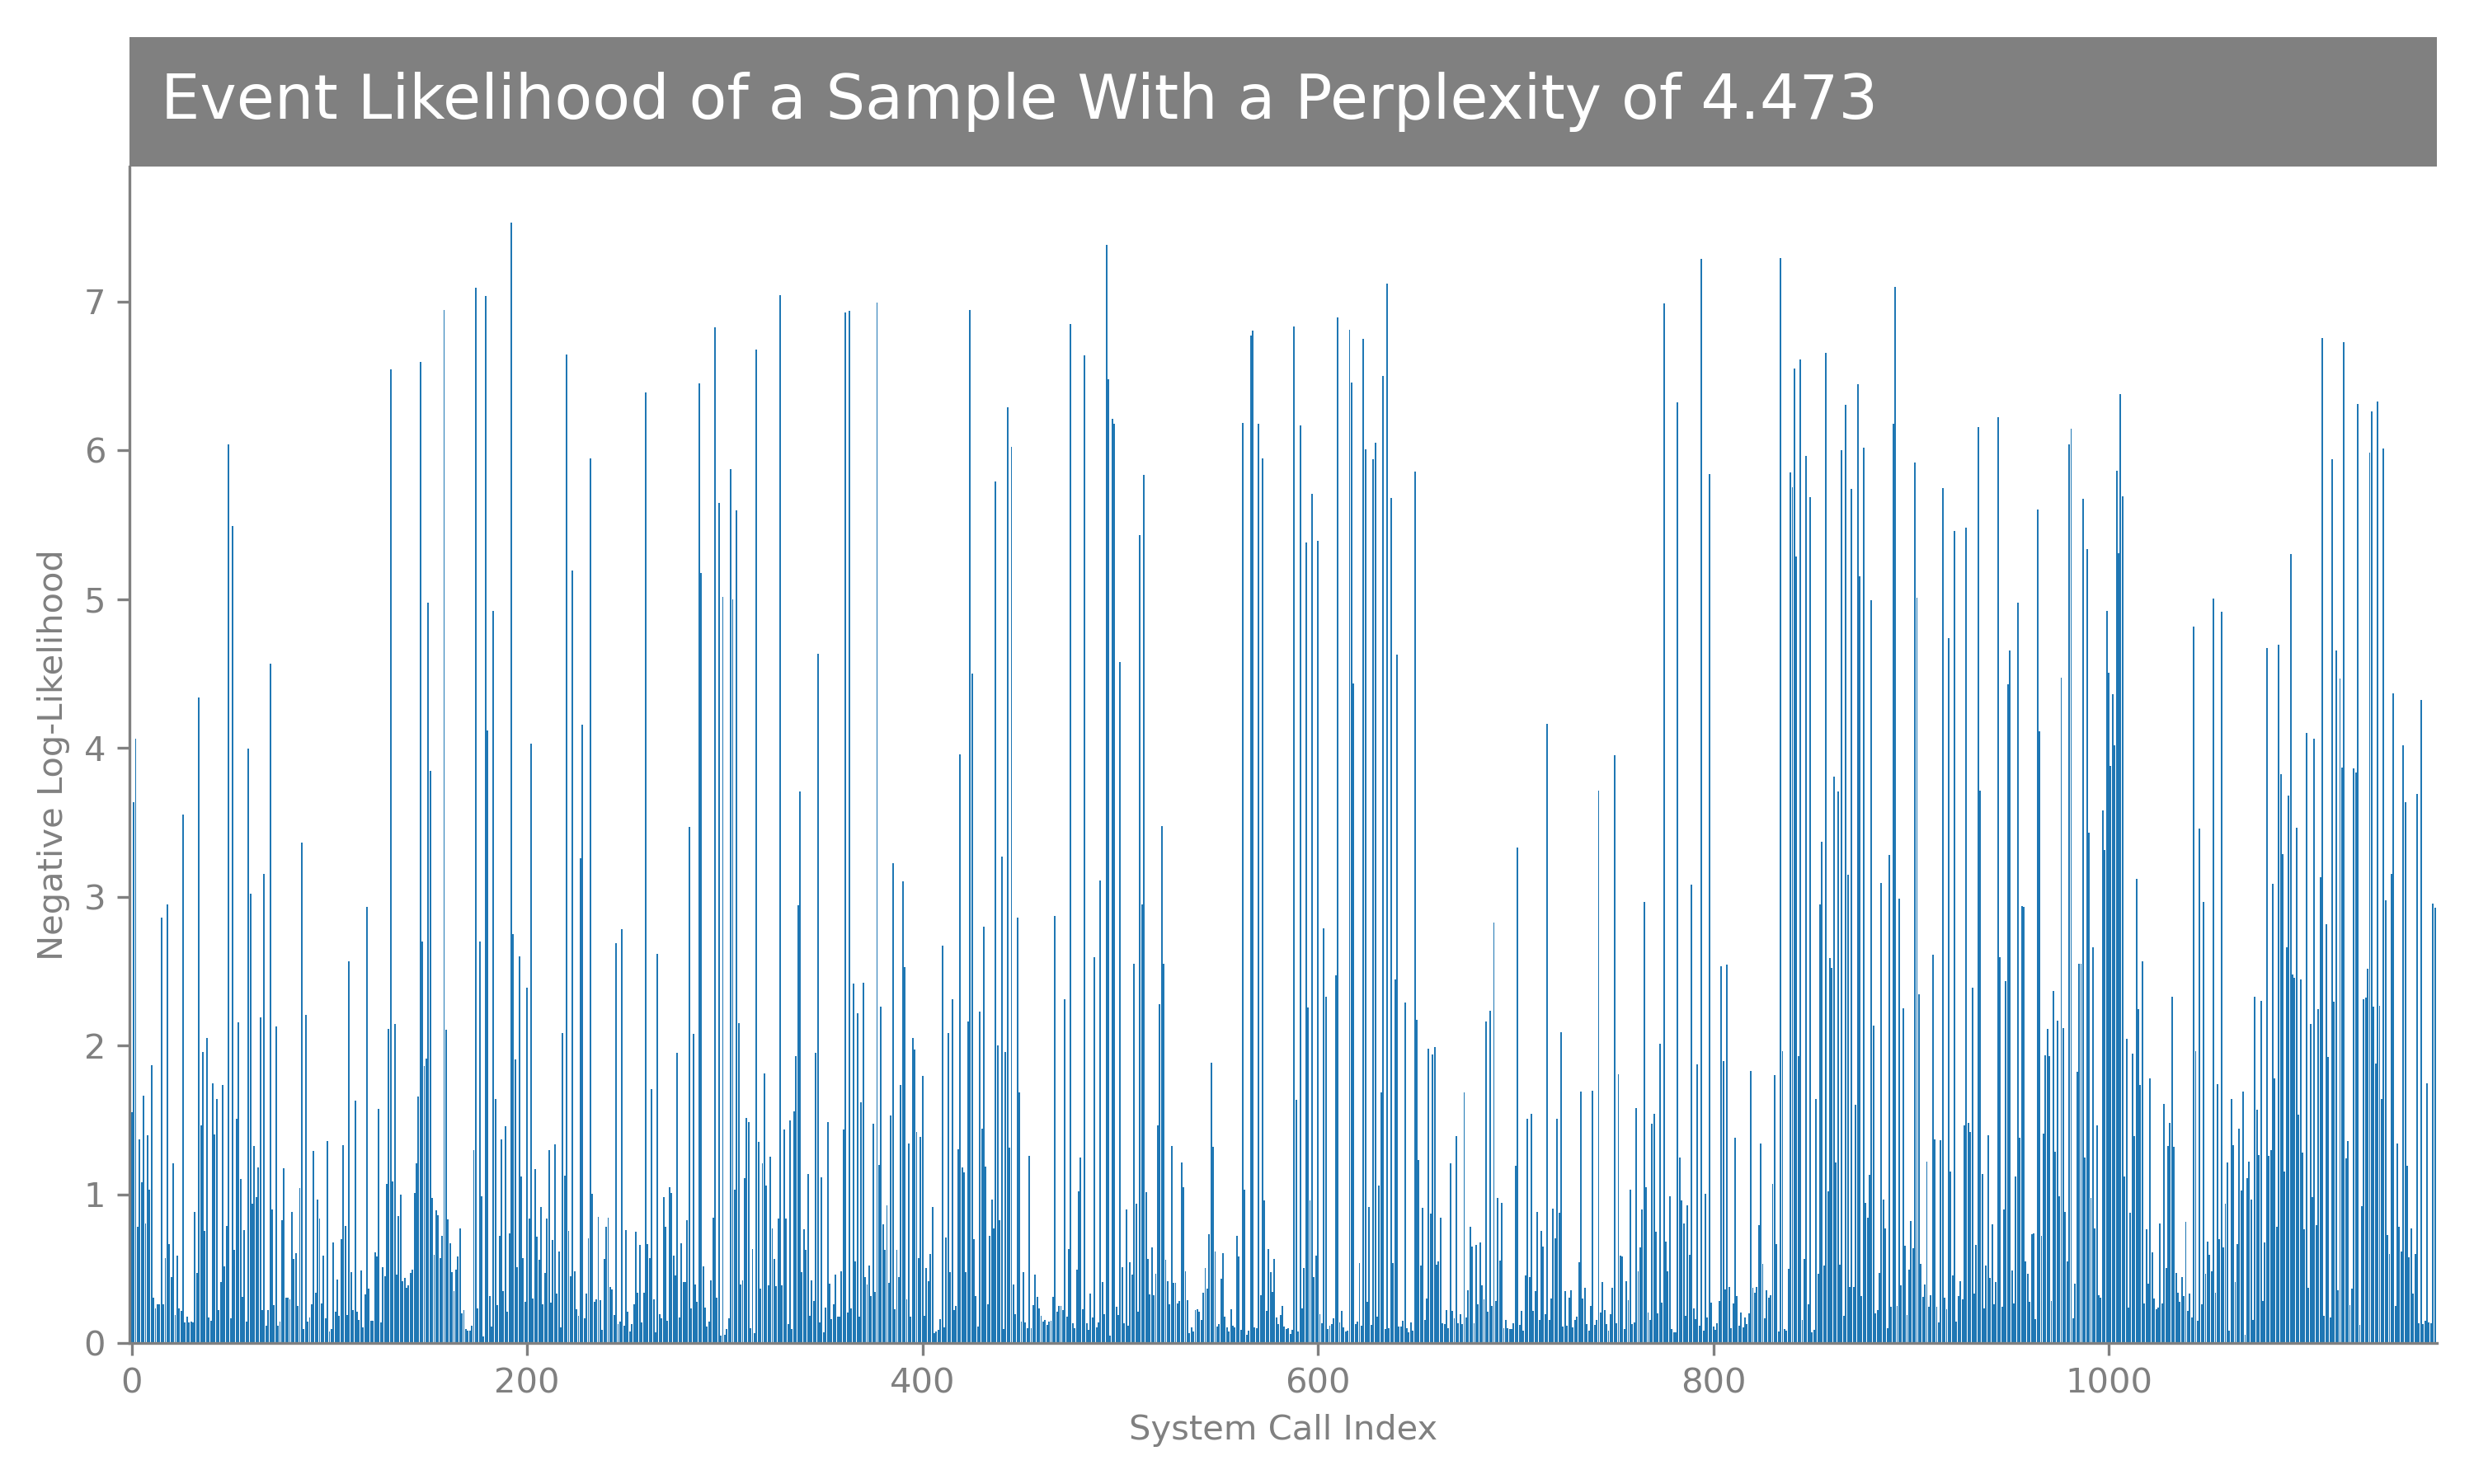 Event Likelihood of a Sample With a Perplexity of 4.473
Negative Log-Likelihood
7
6
5
4
3
2
1
0
0 200 400 600 800 1000
System Call Index